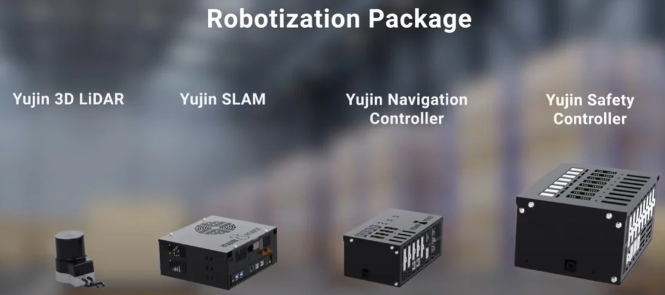 Robotization Package
Yujin 3D LiDAR
Yujin SLAM
Yujin Navigation
Controller
Yujin Safety
Controller